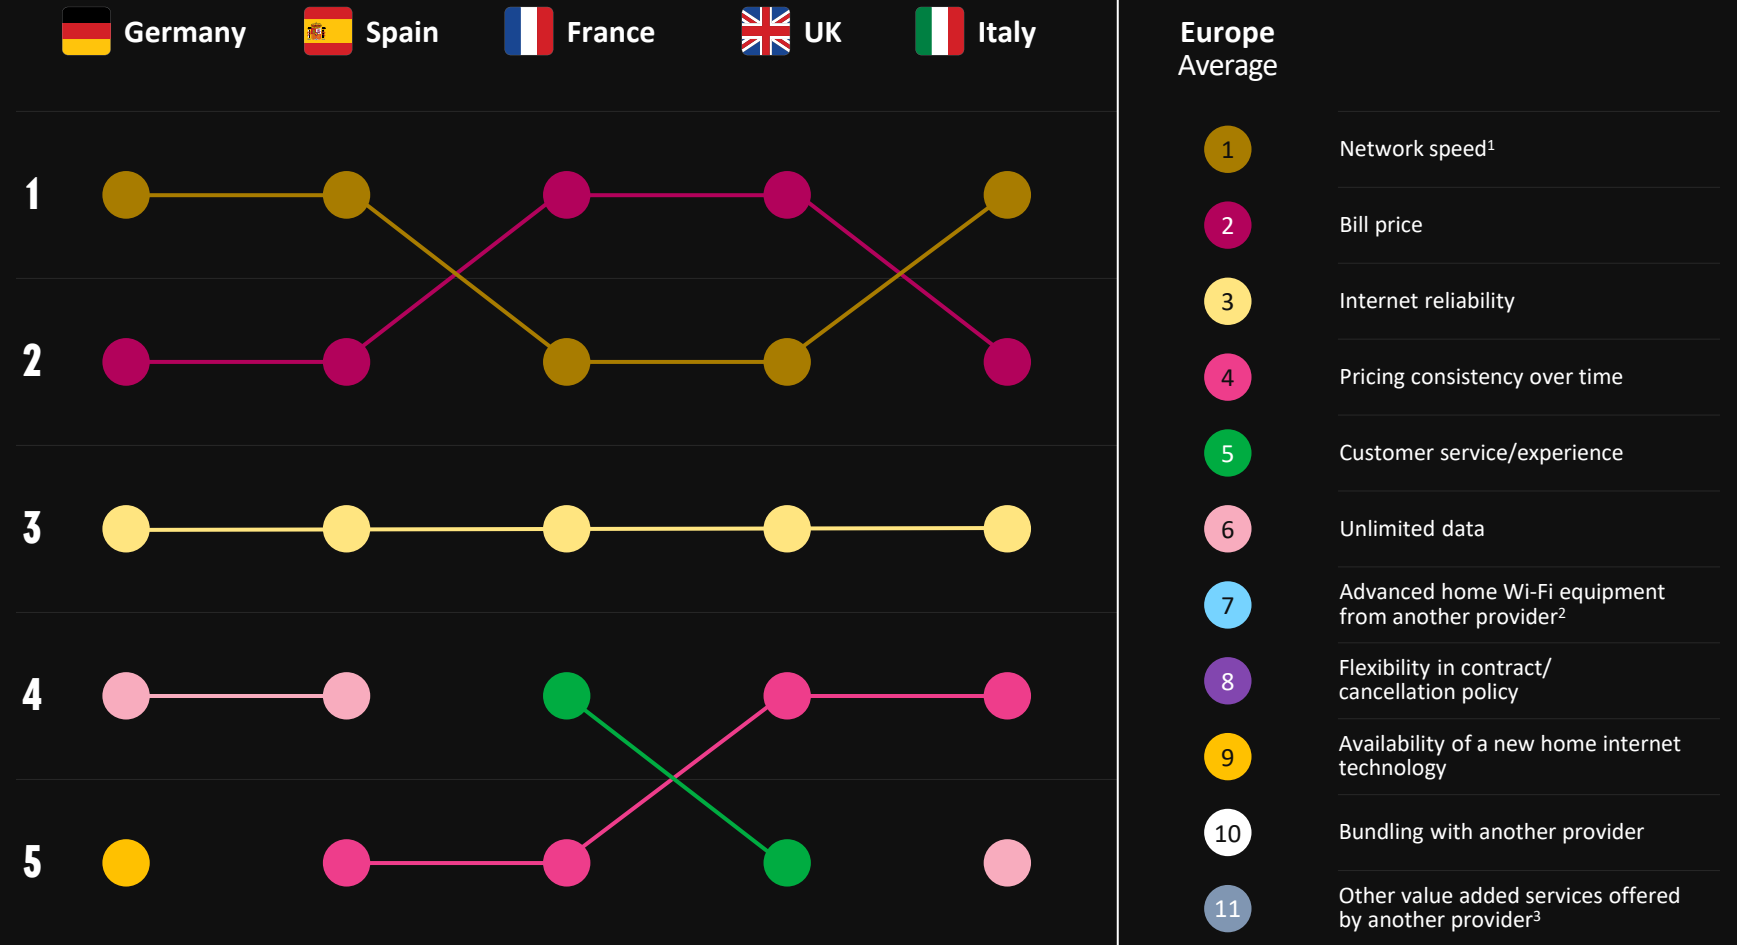 Germany
Spain
France
UK
Italy
Europe
Average
1
2
3
4
5
1
Network speed¹
2
Bill price
3
Internet reliability
4
Pricing consistency over time
5
Customer service/experience
6
Unlimited data
7
Advanced home Wi-Fi equipment
from another provider²
8
Flexibility in contract/
cancellation policy
9
Availability of a new home internet
technology
10
Bundling with another provider
11
Other value added services offered
by another provider³